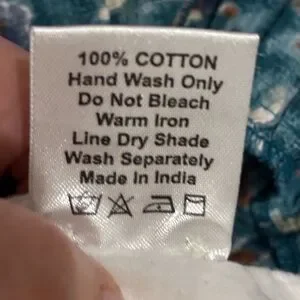 100% COTTON
Hand Wash Only
Do Not Bleach
Warm Iron
Line Dry Shade
Wash Separately
Made In India